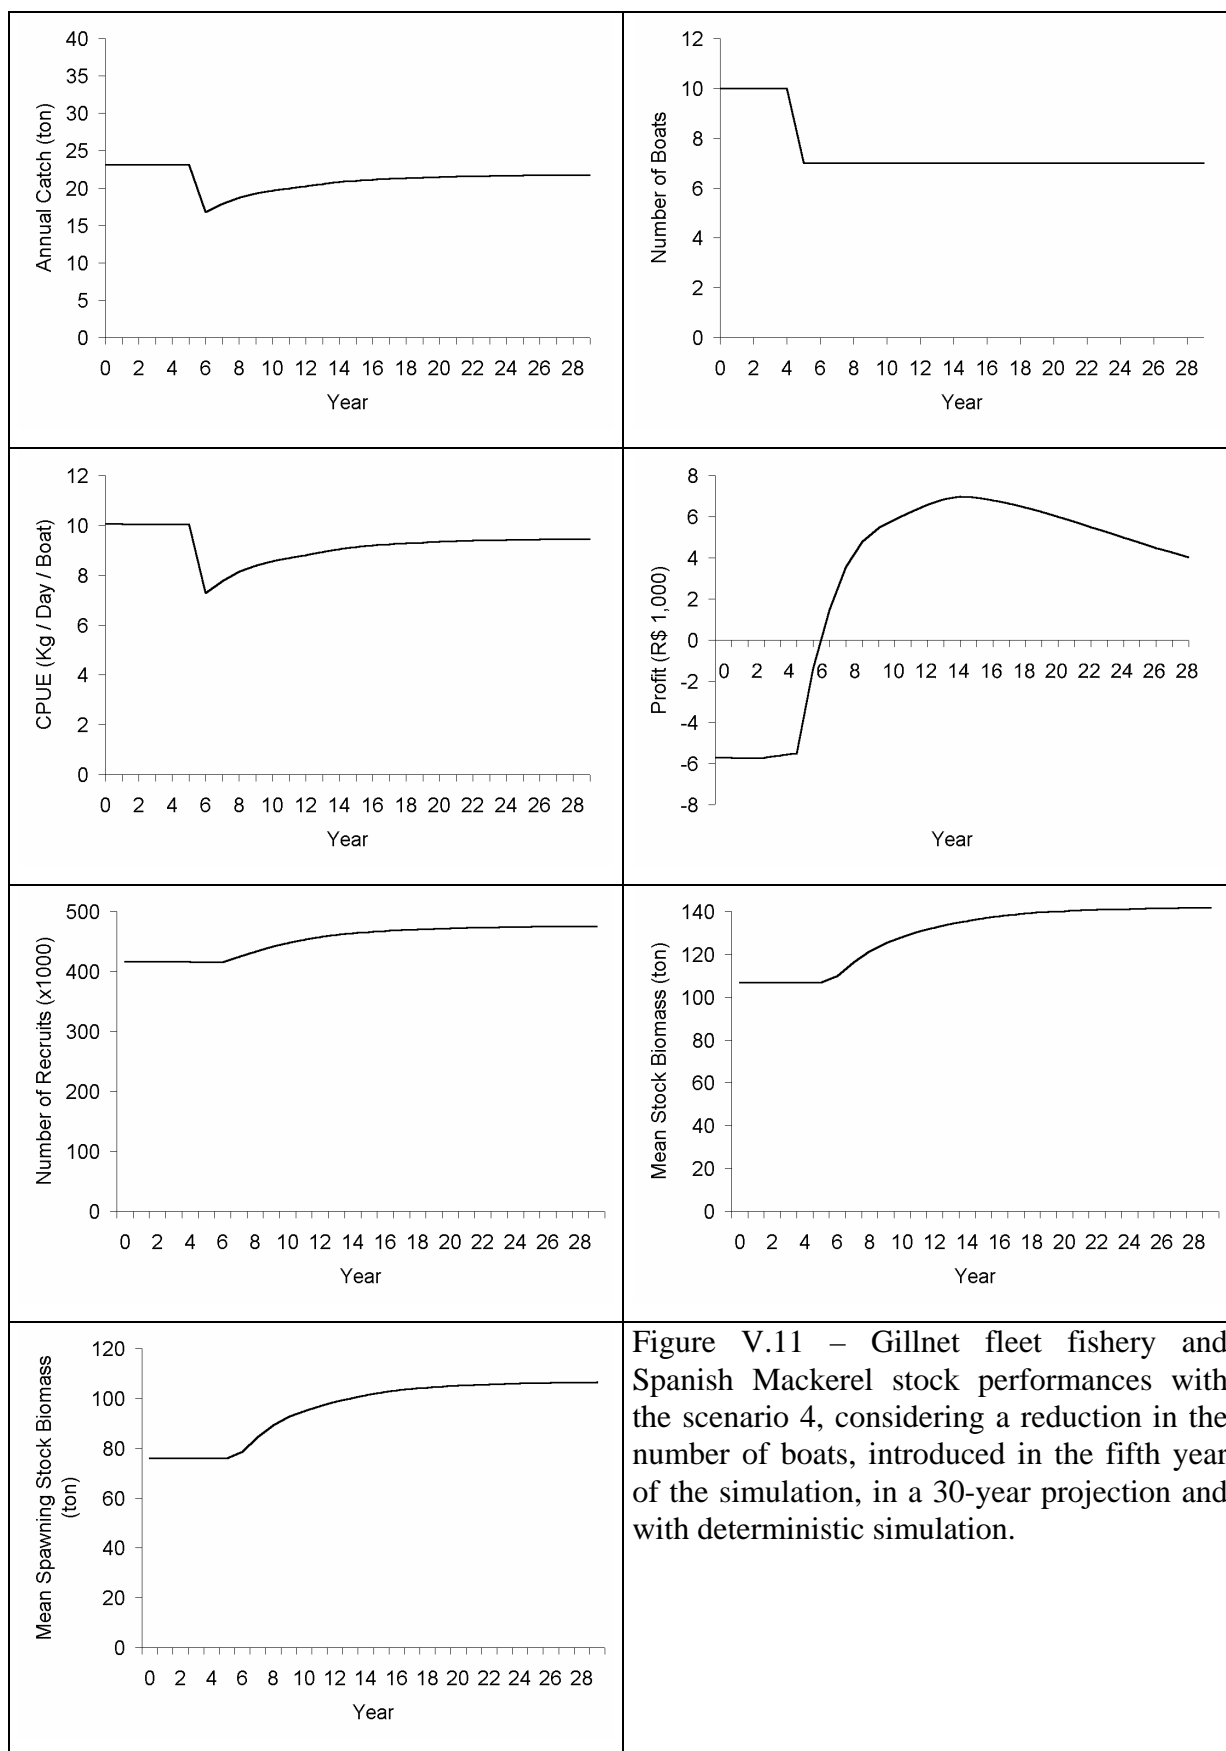 40
35
30
25
20
15
10
5
0
Annual Catch (ton)
0 2 4 6 8 10 12 14 16 18 20 22 24 26 28
Year
12
10
8
6
4
2
0
Number of Boats
0 2 4 6 8 10 12 14 16 18 20 22 24 26 28
Year
12
10
8
6
4
2
0
CPUE (Kg / Day / Boat)
0 2 4 6 8 10 12 14 16 18 20 22 24 26 28
Year
8
6
4
2
0
-2
-4
-6
-8
Profit (R$ 1,000)
0 2 4 6 8 10 12 14 16 18 20 22 24 26 28
Year
500
400
300
200
100
0
Number of Recruits (x1000)
0 2 4 6 8 10 12 14 16 18 20 22 24 26 28
Year
140
120
100
80
60
40
20
0
Mean Stock Biomass (ton)
0 2 4 6 8 10 12 14 16 18 20 22 24 26 28
Year
120
100
80
60
40
20
0
Mean Spawning Stock Biomass
(ton)
0 2 4 6 8 10 12 14 16 18 20 22 24 26 28
Year
Figure V.11 – Gillnet fleet fishery and
Spanish Mackerel stock performances with
the scenario 4, considering a reduction in the
number of boats, introduced in the fifth year
of the simulation, in a 30-year projection and
with deterministic simulation.